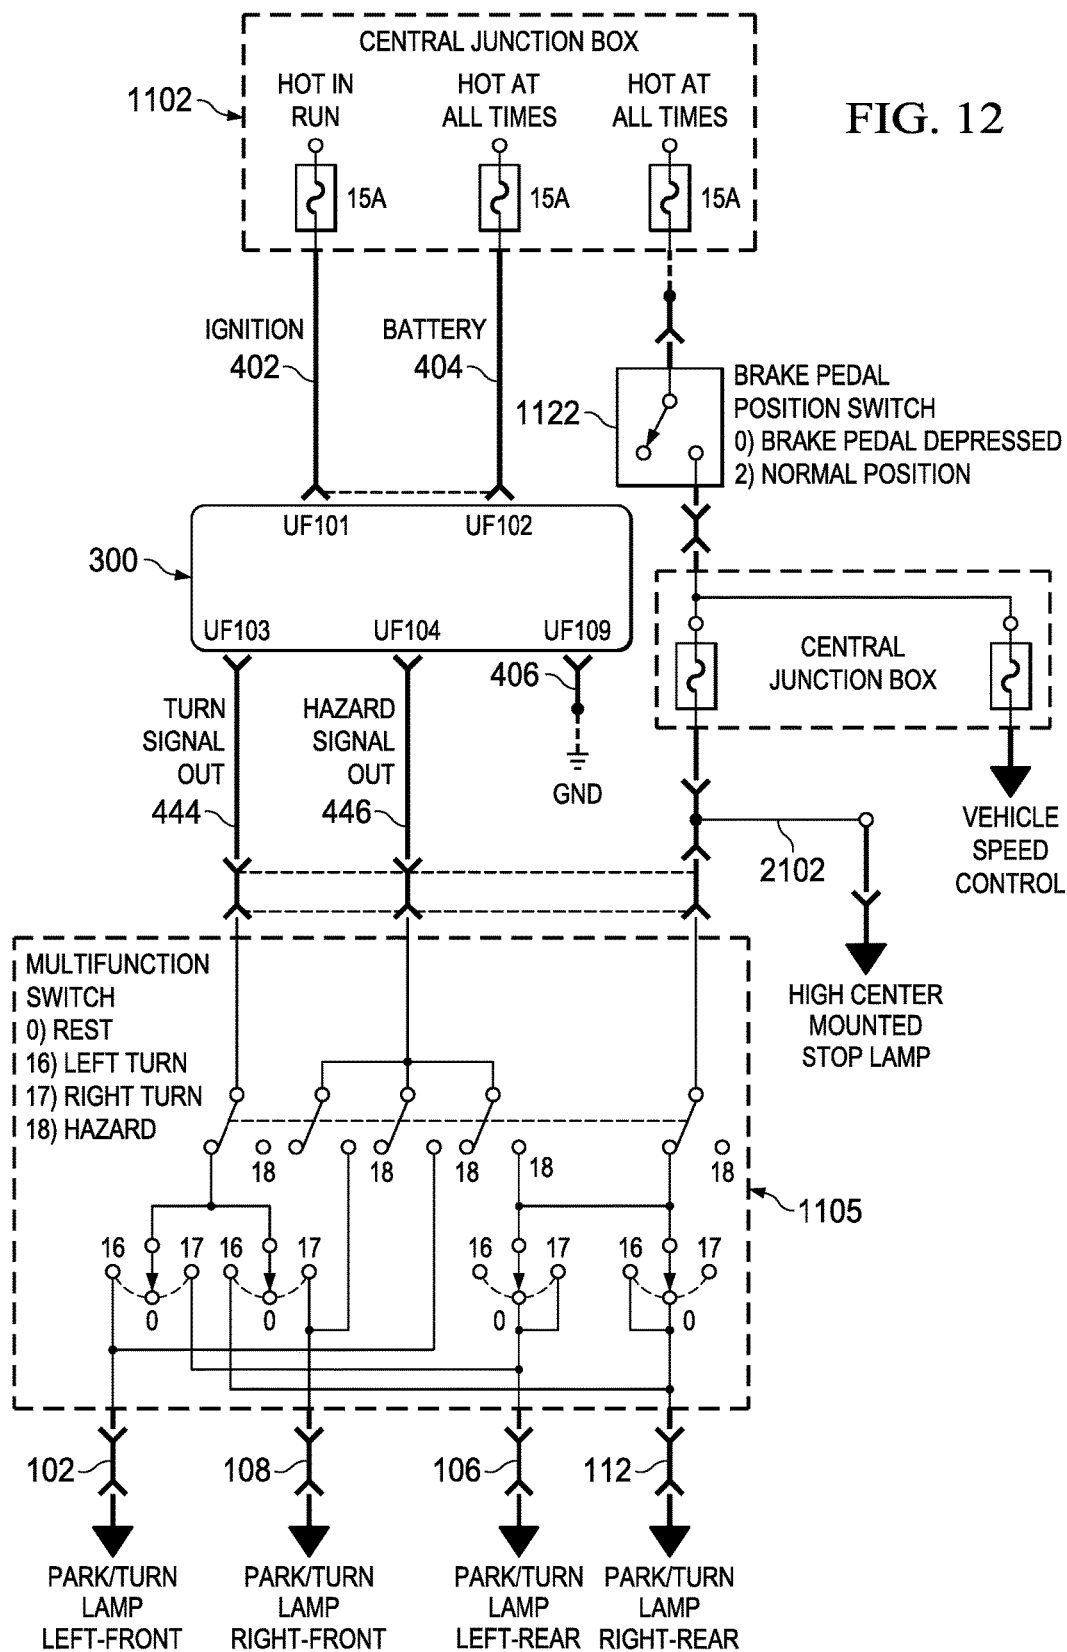 CENTRAL JUNCTION BOX
HOT IN
RUN
HOT AT
ALL TIMES
HOT AT
ALL TIMES
1102
FIG. 12
15A
15A
15A
IGNITION
402
BATTERY
404
1122
BRAKE PEDAL
POSITION SWITCH
0) BRAKE PEDAL DEPRESSED
2) NORMAL POSITION
UF101
UF102
300
UF103
UF104
UF109
406
GND
CENTRAL
JUNCTION BOX
TURN
SIGNAL
OUT
444
HAZARD
SIGNAL
OUT
446
2102
VEHICLE
SPEED
CONTROL
HIGH CENTER
MOUNTED
STOP LAMP
MULTIFUNCTION
SWITCH
0) REST
16) LEFT TURN
17) RIGHT TURN
18) HAZARD
18
18
18
18
18
1105
16
17
16
17
16
17
16
17
0
0
0
0
102
108
106
112
PARK/TURN
LAMP
LEFT-FRONT
PARK/TURN
LAMP
RIGHT-FRONT
PARK/TURN
LAMP
LEFT-REAR
PARK/TURN
LAMP
RIGHT-REAR